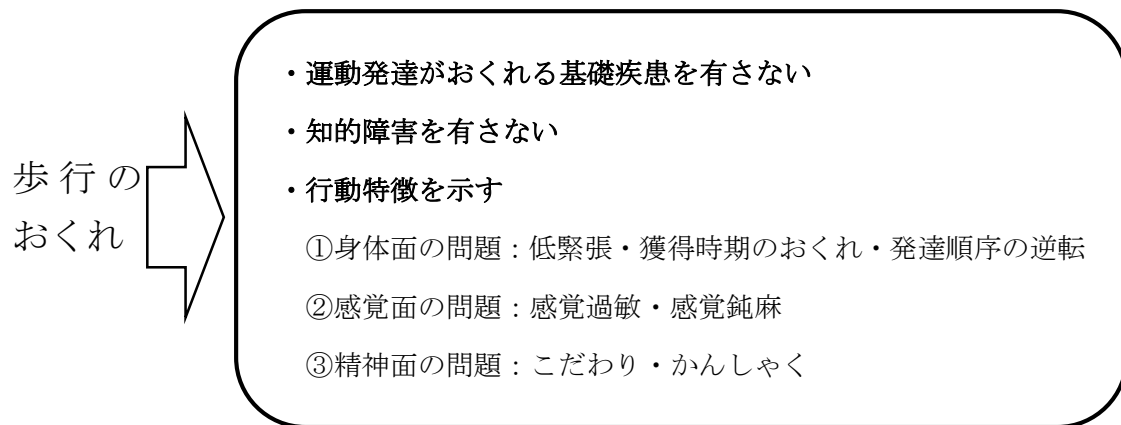 歩行の
おくれ
・運動発達がおくれる基礎疾患を有さない
・知的障害を有さない
・行動特徴を示す
①身体面の問題：低緊張・獲得時期のおくれ・発達順序の逆転
②感覚面の問題：感覚過敏・感覚鈍麻
③精神面の問題：こだわり・かんしゃく